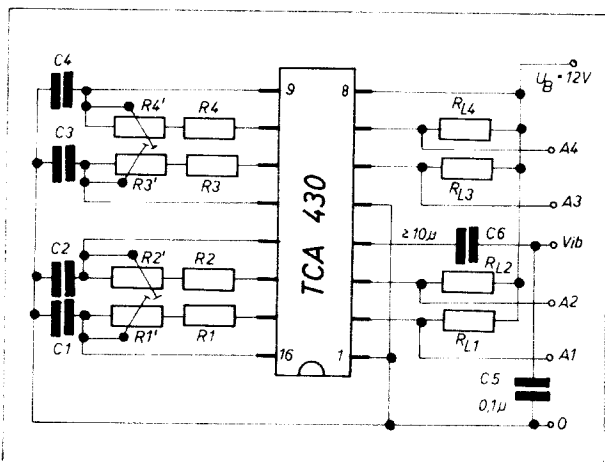 C4
9
8
U_B = 12V
R4'
R4
R_L4
A4
C3
R3'
R3
R_L3
A3
TCA 430
≥10μ
C6
Vib
C2
R2'
R2
R_L2
A2
C1
R1'
R1
R_L1
A1
16
1
C5
0,1μ
0